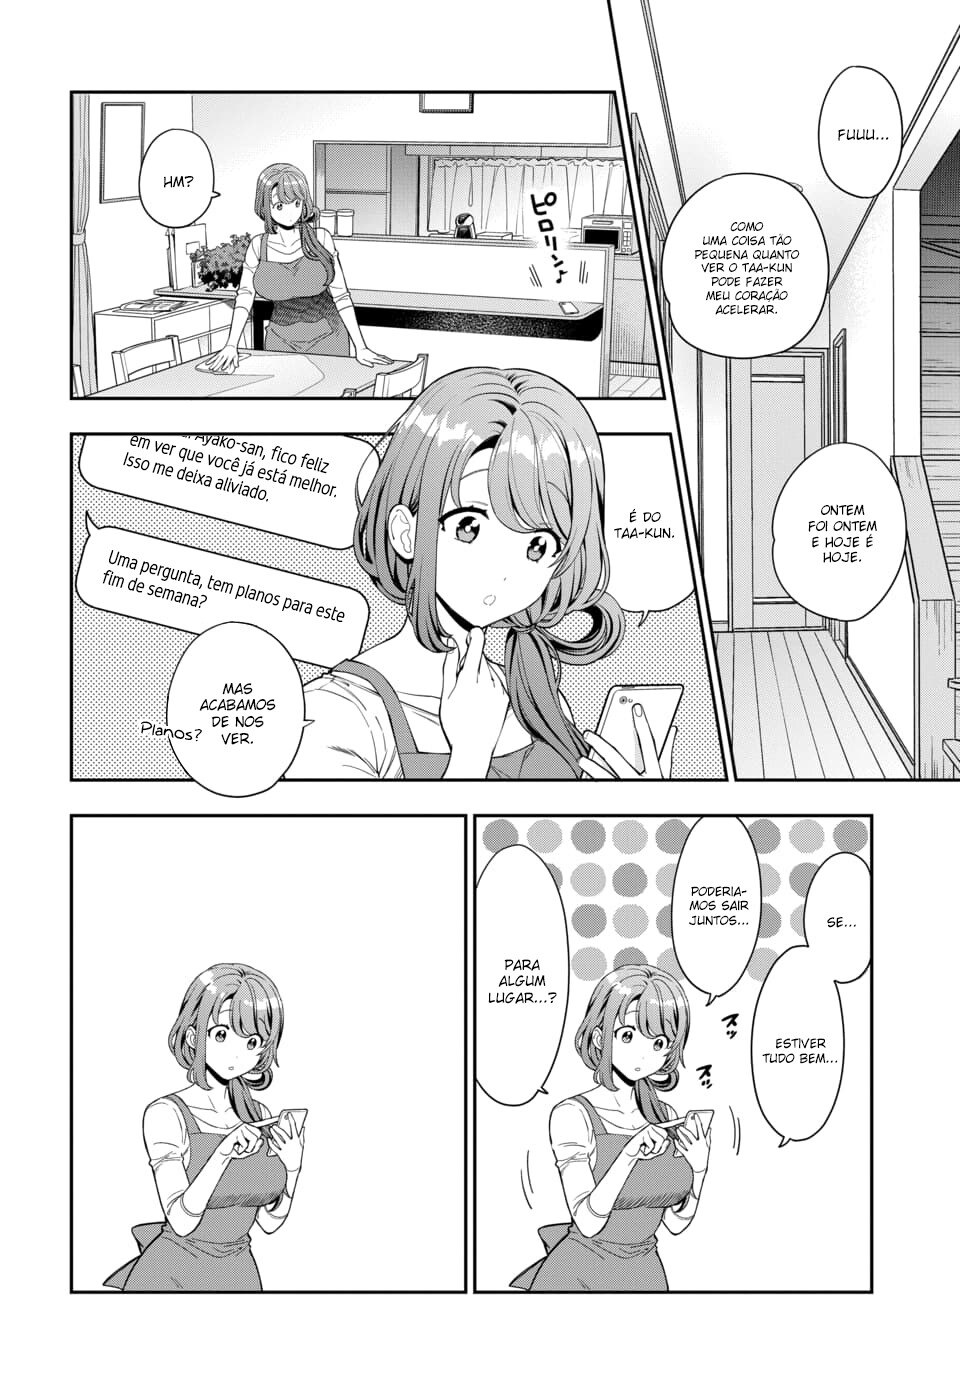 FUUU...
COMO
UMA COISA TÃO
PEQUENA QUANTO
VER O TAA-KUN
PODE FAZER
MEU CORAÇÃO
ACELERAR.
ONTEM
FOI ONTEM
E HOJE É
HOJE.
ピロリン♪
HM?
É DO
TAA-KUN.
Ayako-san, fico feliz
em ver que você já está melhor.
Isso me deixa aliviado.
Uma pergunta, tem planos para este
fim de semana?
MAS
ACABAMOS
DE NOS
VER.
Planos?
SE...
ESTIVER
TUDO BEM...
PODERIA-
MOS SAIR
JUNTOS...
PARA
ALGUM
LUGAR...?
スッ
スッ